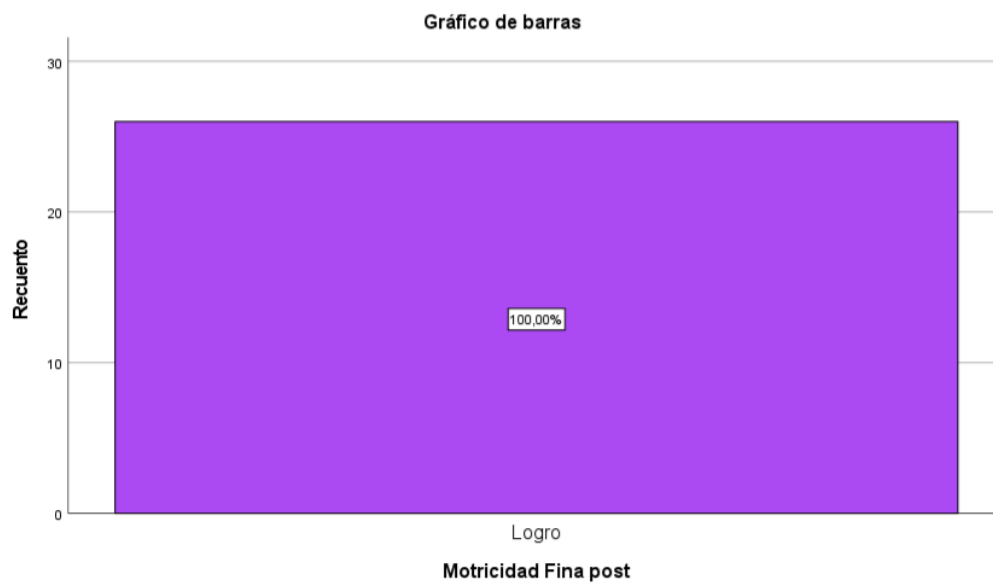 Gráfico de barras
30
20
10
0
Recuento
100,00%
Logro
Motricidad Fina post